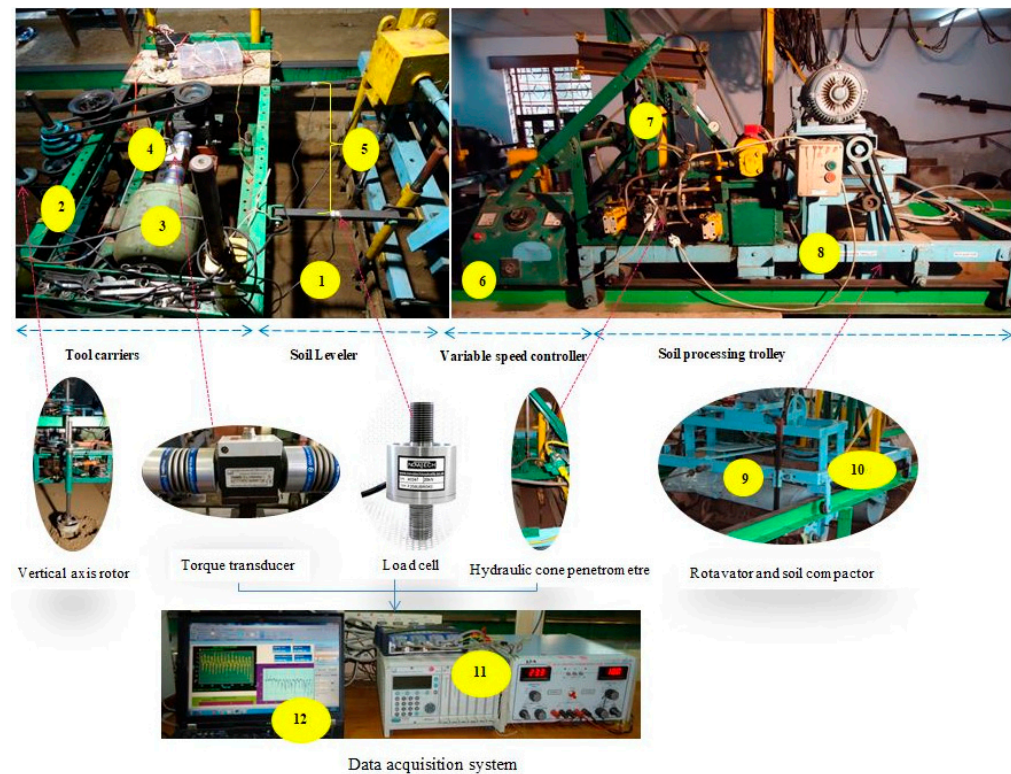 4
5
2
3
1
7
6
8
Tool carriers
Soil Leveler
Variable speed controller
Soil processing trolley
NOVATECH
9
10
Vertical axis rotor
Torque transducer
Load cell
Hydraulic cone penetrometre
Rotavator and soil compactor
11
12
Data acquisition system